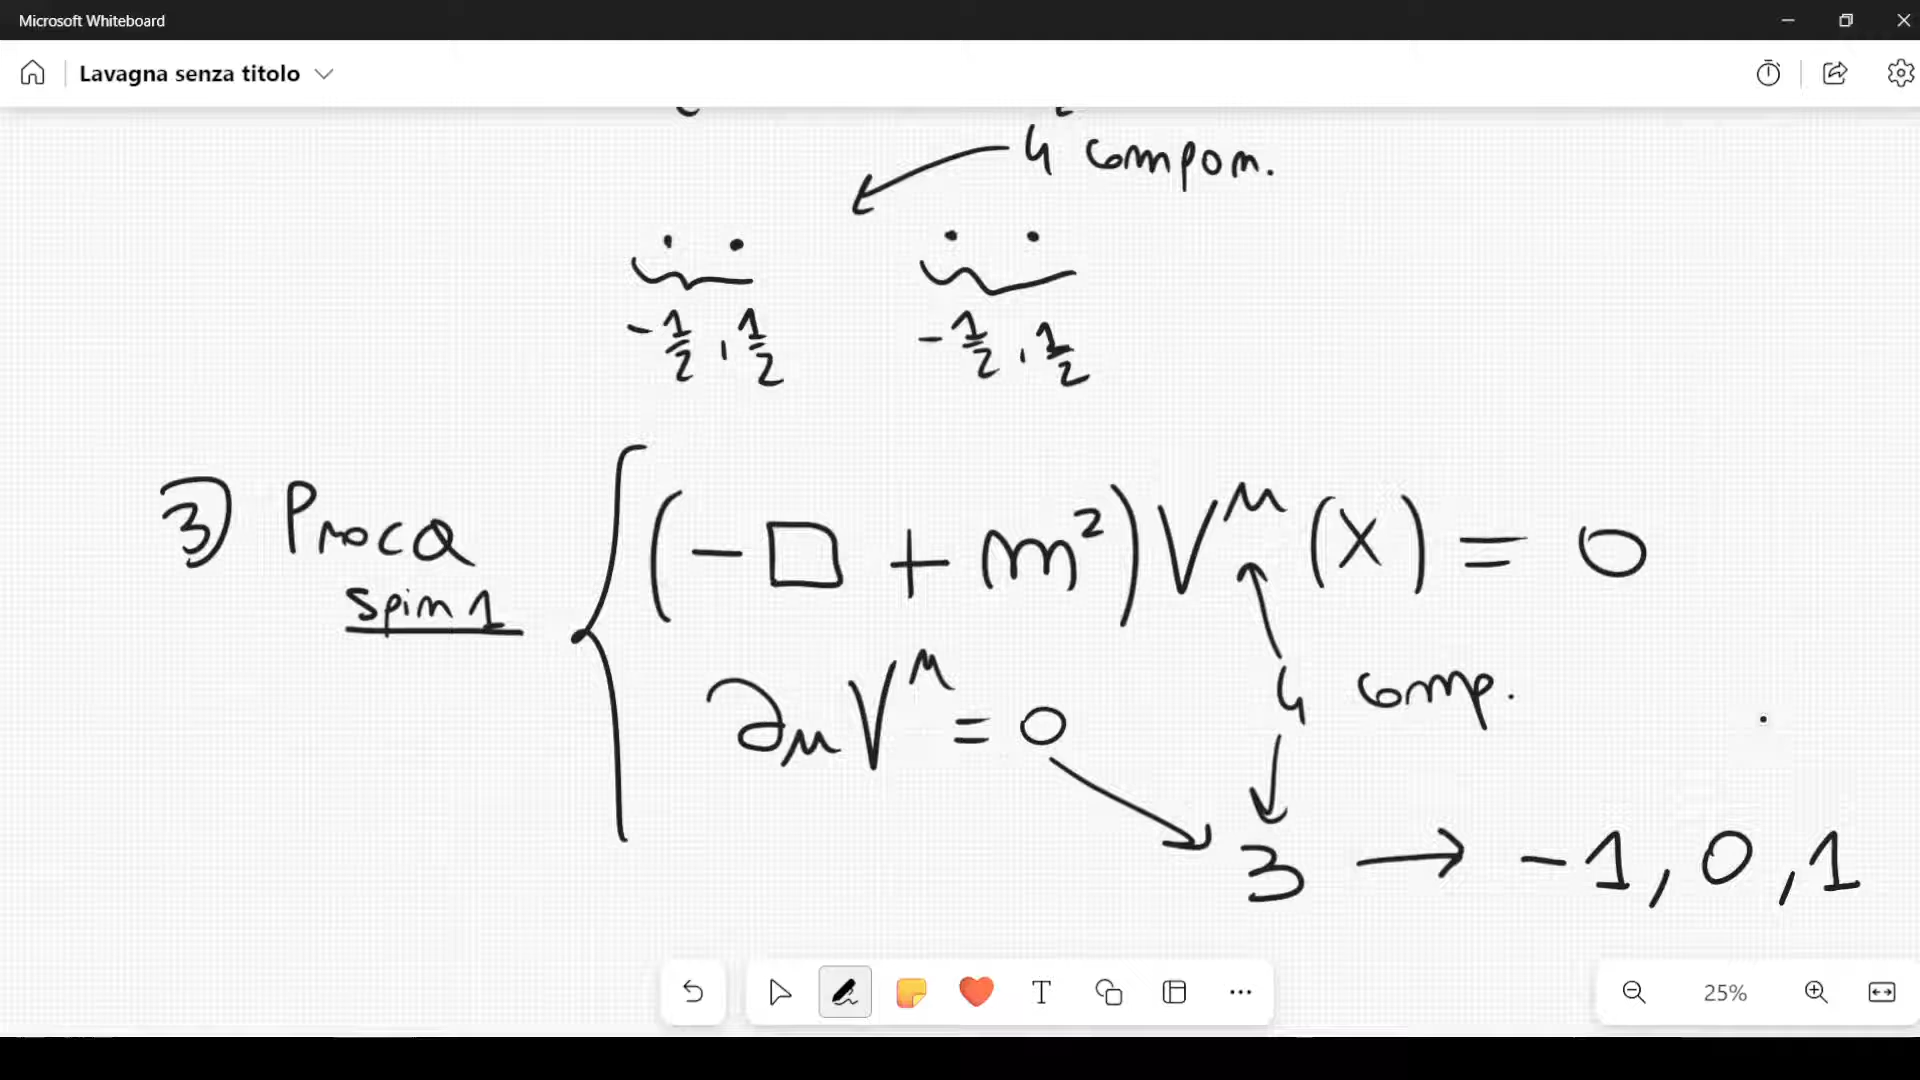 Microsoft Whiteboard
Lavagna senza titolo
4 compon.
-1/2, 1/2 -1/2, 1/2
3) Proca
spin 1
(-□ + m²)V^μ(x) = 0
∂_μV^μ = 0
4 comp.
3 → -1, 0, 1
T
25%